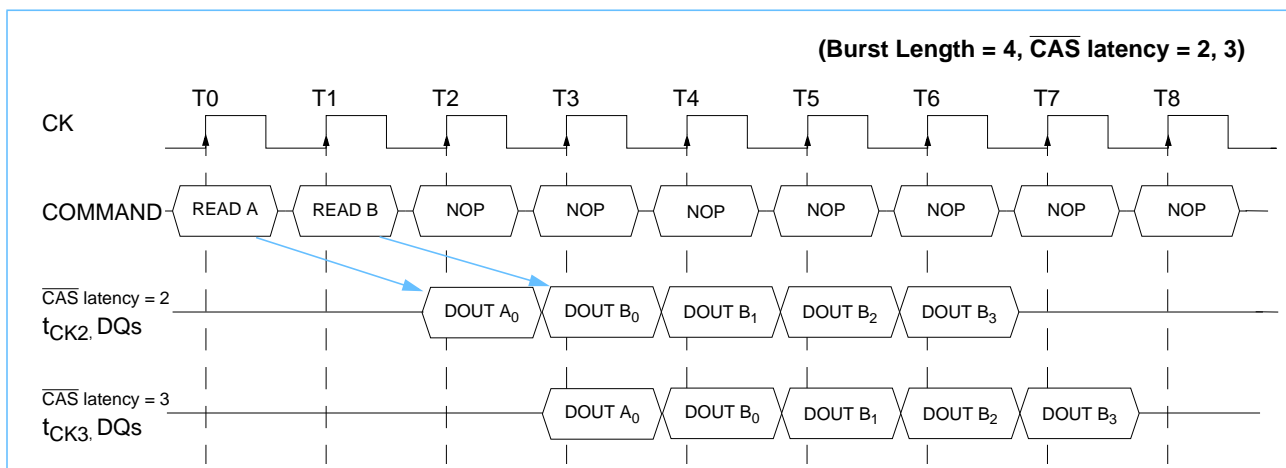 (Burst Length = 4, CAS latency = 2, 3)
T0 T1 T2 T3 T4 T5 T6 T7 T8
CK
COMMAND READ A READ B NOP NOP NOP NOP NOP NOP NOP
CAS latency = 2
tCK2, DQs DOUT A0 DOUT B0 DOUT B1 DOUT B2 DOUT B3
CAS latency = 3
tCK3, DQs DOUT A0 DOUT B0 DOUT B1 DOUT B2 DOUT B3